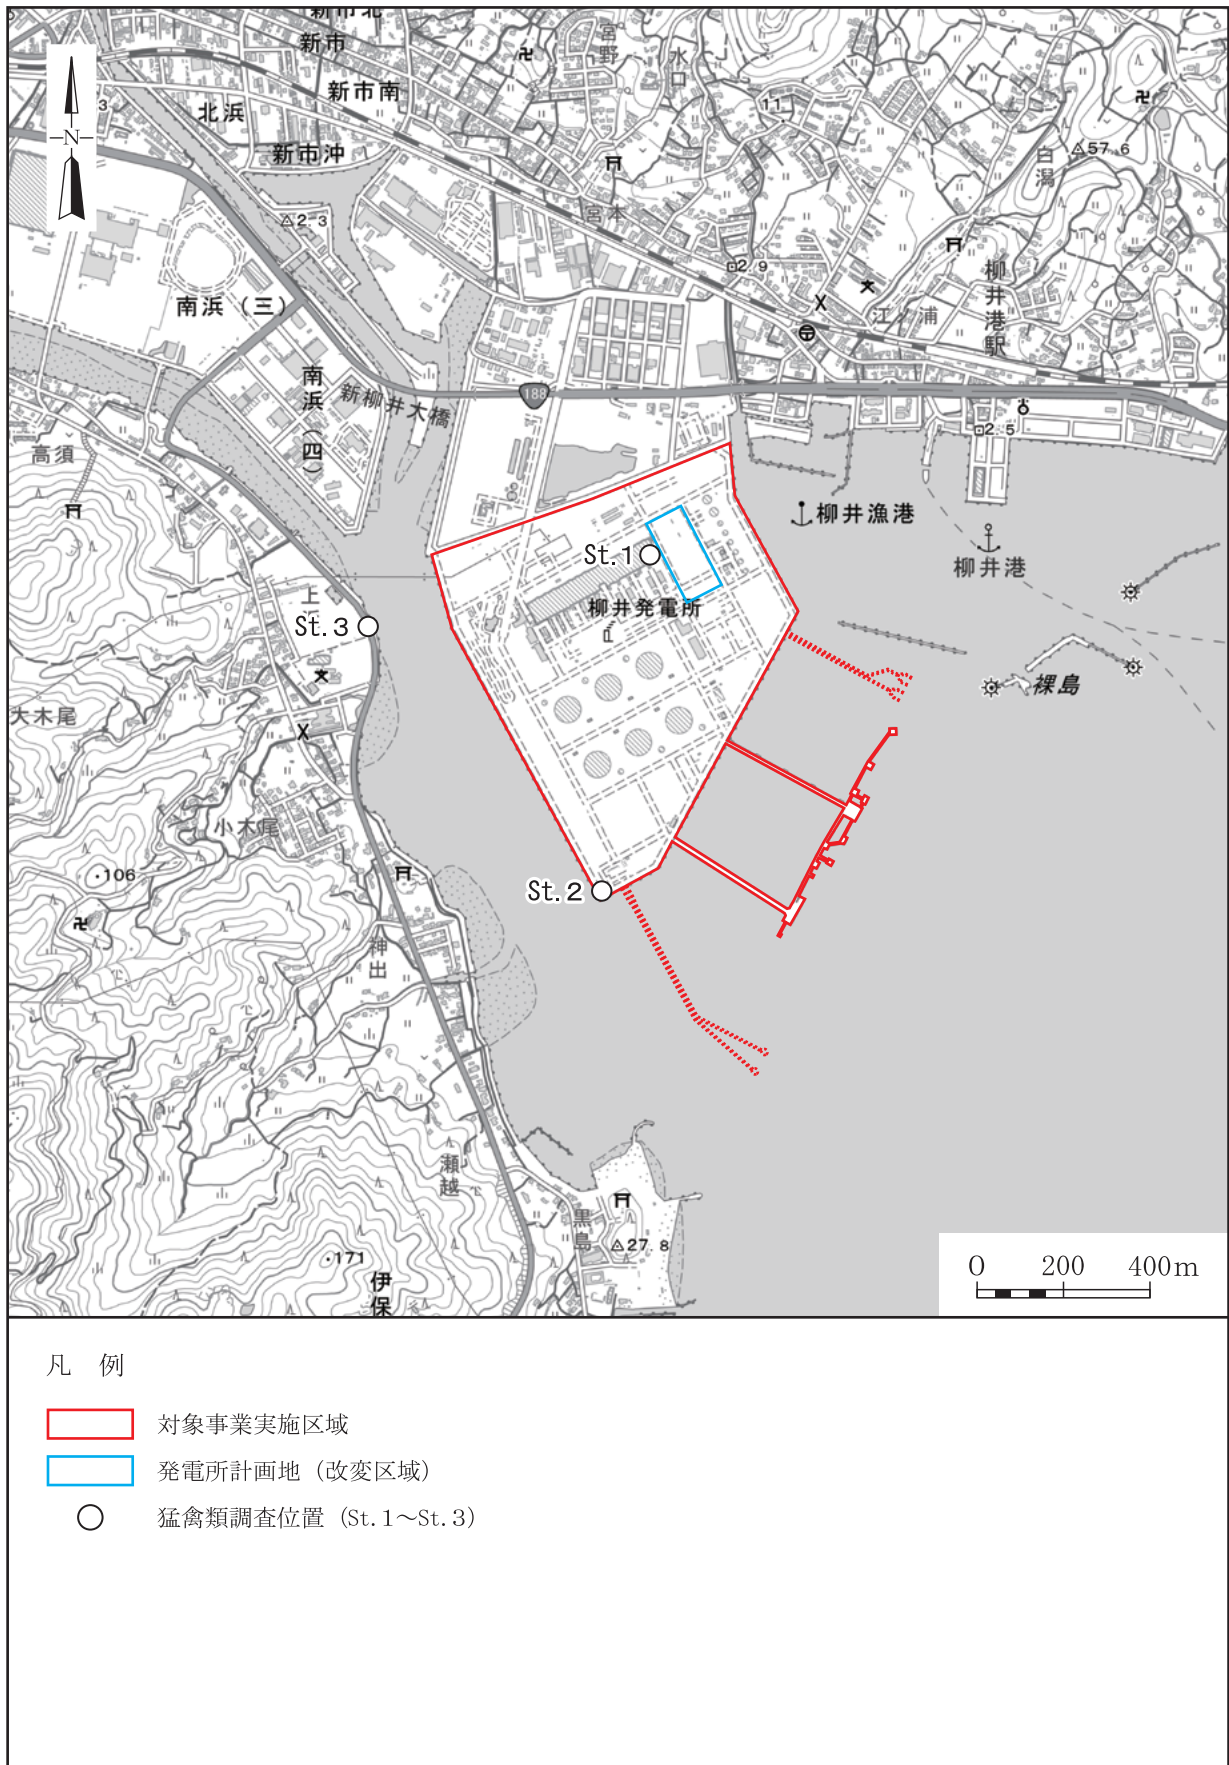 新市北
新市
新市南
北浜
新市沖
宮野
水口
11
N
3
2.3
宮本
白潟
57.6
2.9
江ノ浦
柳井港駅
南浜(三)
南浜(四)
新柳井大橋
188
2.5
高須
柳井漁港
柳井港
St.1
柳井発電所
St.3
裸島
大木尾
小木尾
106
St.2
神出
瀬越
黒島
27.8
171
伊保
0 200 400m
凡 例
対象事業実施区域
発電所計画地(改変区域)
猛禽類調査位置(St.1~St.3)